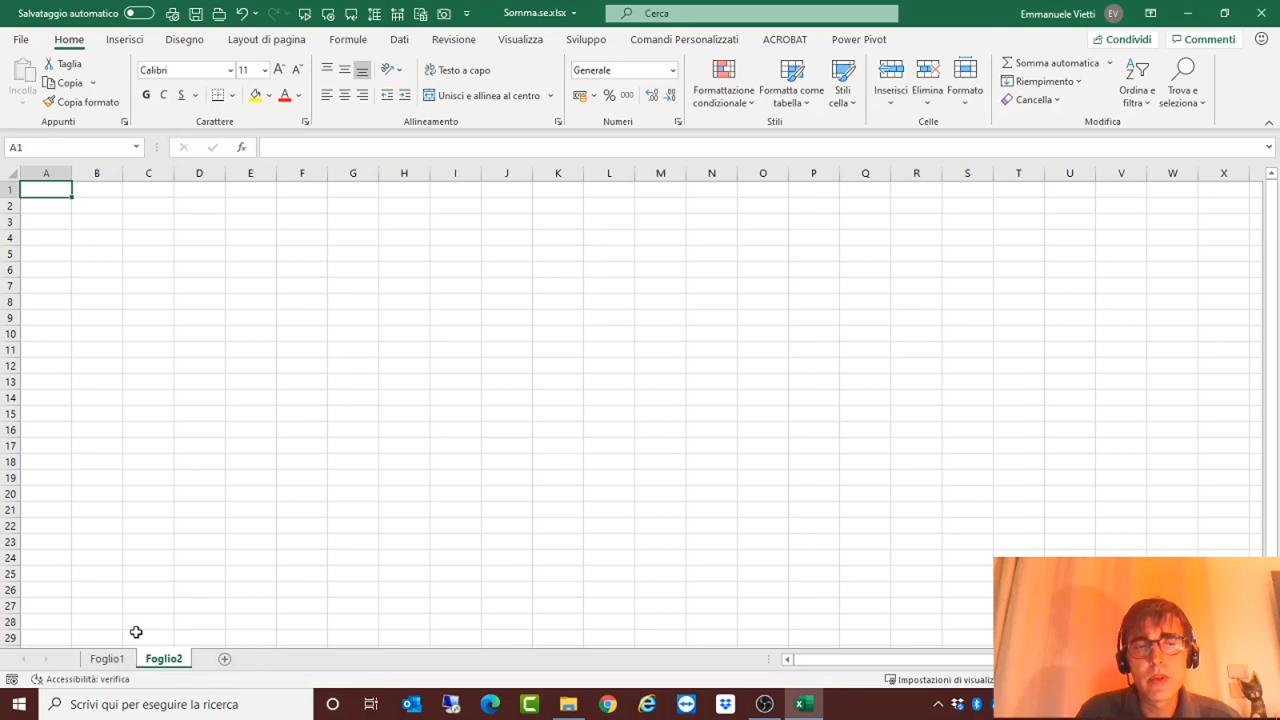 Salvataggio automatico
Somma.se.xlsx
Cerca
Emmanuele Vietti
EV
File
Home
Inserisci
Disegno
Layout di pagina
Formule
Dati
Revisione
Visualizza
Sviluppo
Comandi Personalizzati
ACROBAT
Power Pivot
Condividi
Commenti
Incolla
Taglia
Copia
Copia formato
Appunti
Calibri
11
G
C
S
A
Carattere
Testo a capo
Unisci e allinea al centro
Allineamento
Generale
%
000
Numeri
Formattazione
condizionale
Formatta come
tabella
Stili
cella
Stili
Inserisci
Elimina
Formato
Celle
Somma automatica
Riempimento
Cancella
Ordina e
filtra
Trova e
seleziona
Modifica
A1
fx
A B C D E F G H I J K L M N O P Q R S T U V W X
1
2
3
4
5
6
7
8
9
10
11
12
13
14
15
16
17
18
19
20
21
22
23
24
25
26
27
28
29
Foglio1
Foglio2
Accessibilità: verifica
Impostazioni di visualiz
Scrivi qui per eseguire la ricerca